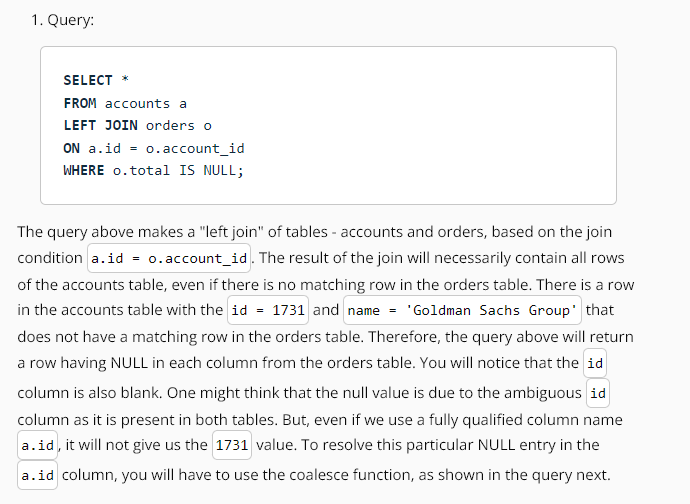 1. Query:
SELECT *
FROM accounts a
LEFT JOIN orders o
ON a.id = o.account_id
WHERE o.total IS NULL;
The query above makes a "left join" of tables - accounts and orders, based on the join
condition a.id = o.account_id. The result of the join will necessarily contain all rows
of the accounts table, even if there is no matching row in the orders table. There is a row
in the accounts table with the id = 1731 and name = 'Goldman Sachs Group' that
does not have a matching row in the orders table. Therefore, the query above will return
a row having NULL in each column from the orders table. You will notice that the id
column is also blank. One might think that the null value is due to the ambiguous id
column as it is present in both tables. But, even if we use a fully qualified column name
a.id, it will not give us the 1731 value. To resolve this particular NULL entry in the
a.id column, you will have to use the coalesce function, as shown in the query next.